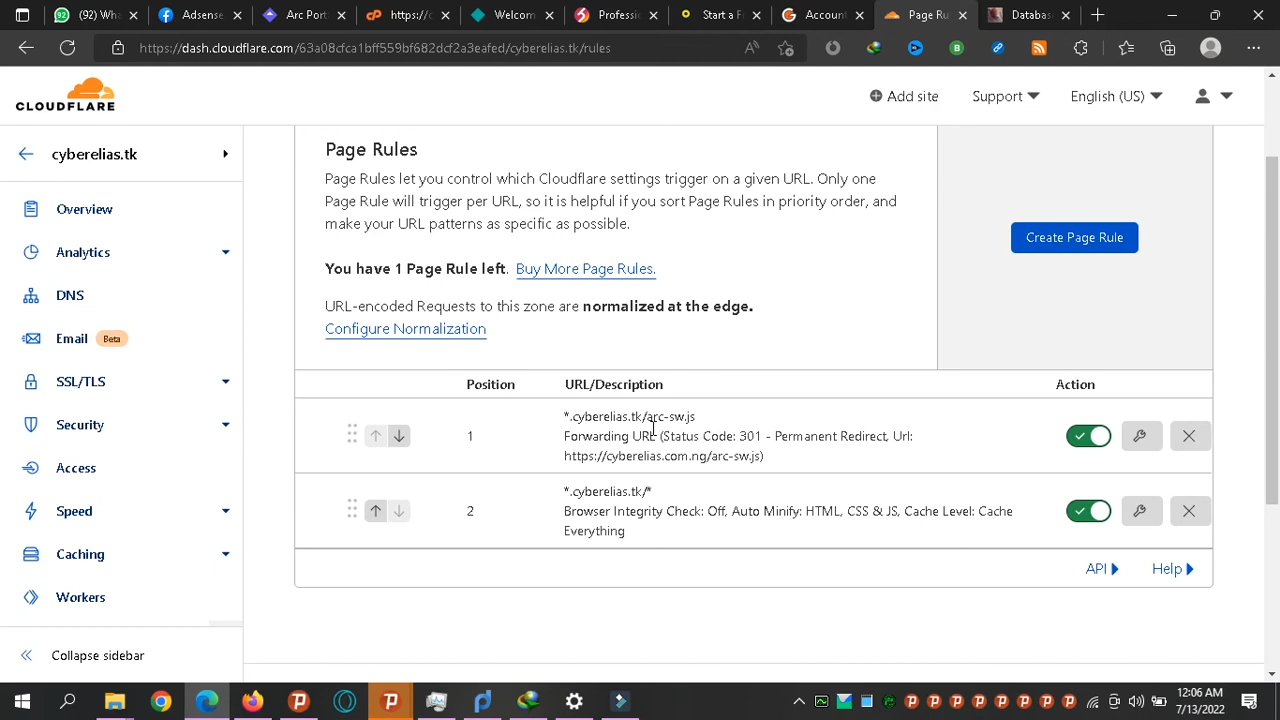 (92) Wha
Adsense
Arc Port
https://c
Welcom
Professio
Start a F
Account
Page Ru
Databas
https://dash.cloudflare.com/63a08cfca1bff559bf682dcf2a3eafed/cyberelias.tk/rules
CLOUDFLARE
Add site
Support
English (US)
cyberelias.tk
Overview
Analytics
DNS
Email Beta
SSL/TLS
Security
Access
Speed
Caching
Workers
Collapse sidebar
Page Rules
Page Rules let you control which Cloudflare settings trigger on a given URL. Only one
Page Rule will trigger per URL, so it is helpful if you sort Page Rules in priority order, and
make your URL patterns as specific as possible.
You have 1 Page Rule left. Buy More Page Rules.
URL-encoded Requests to this zone are normalized at the edge.
Configure Normalization
Create Page Rule
Position URL/Description Action
1
*.cyberelias.tk/arc-sw.js
Forwarding URL (Status Code: 301 - Permanent Redirect, Url:
https://cyberelias.com.ng/arc-sw.js)
2
*.cyberelias.tk/*
Browser Integrity Check: Off, Auto Minify: HTML, CSS & JS, Cache Level: Cache
Everything
API Help
12:06 AM
7/13/2022